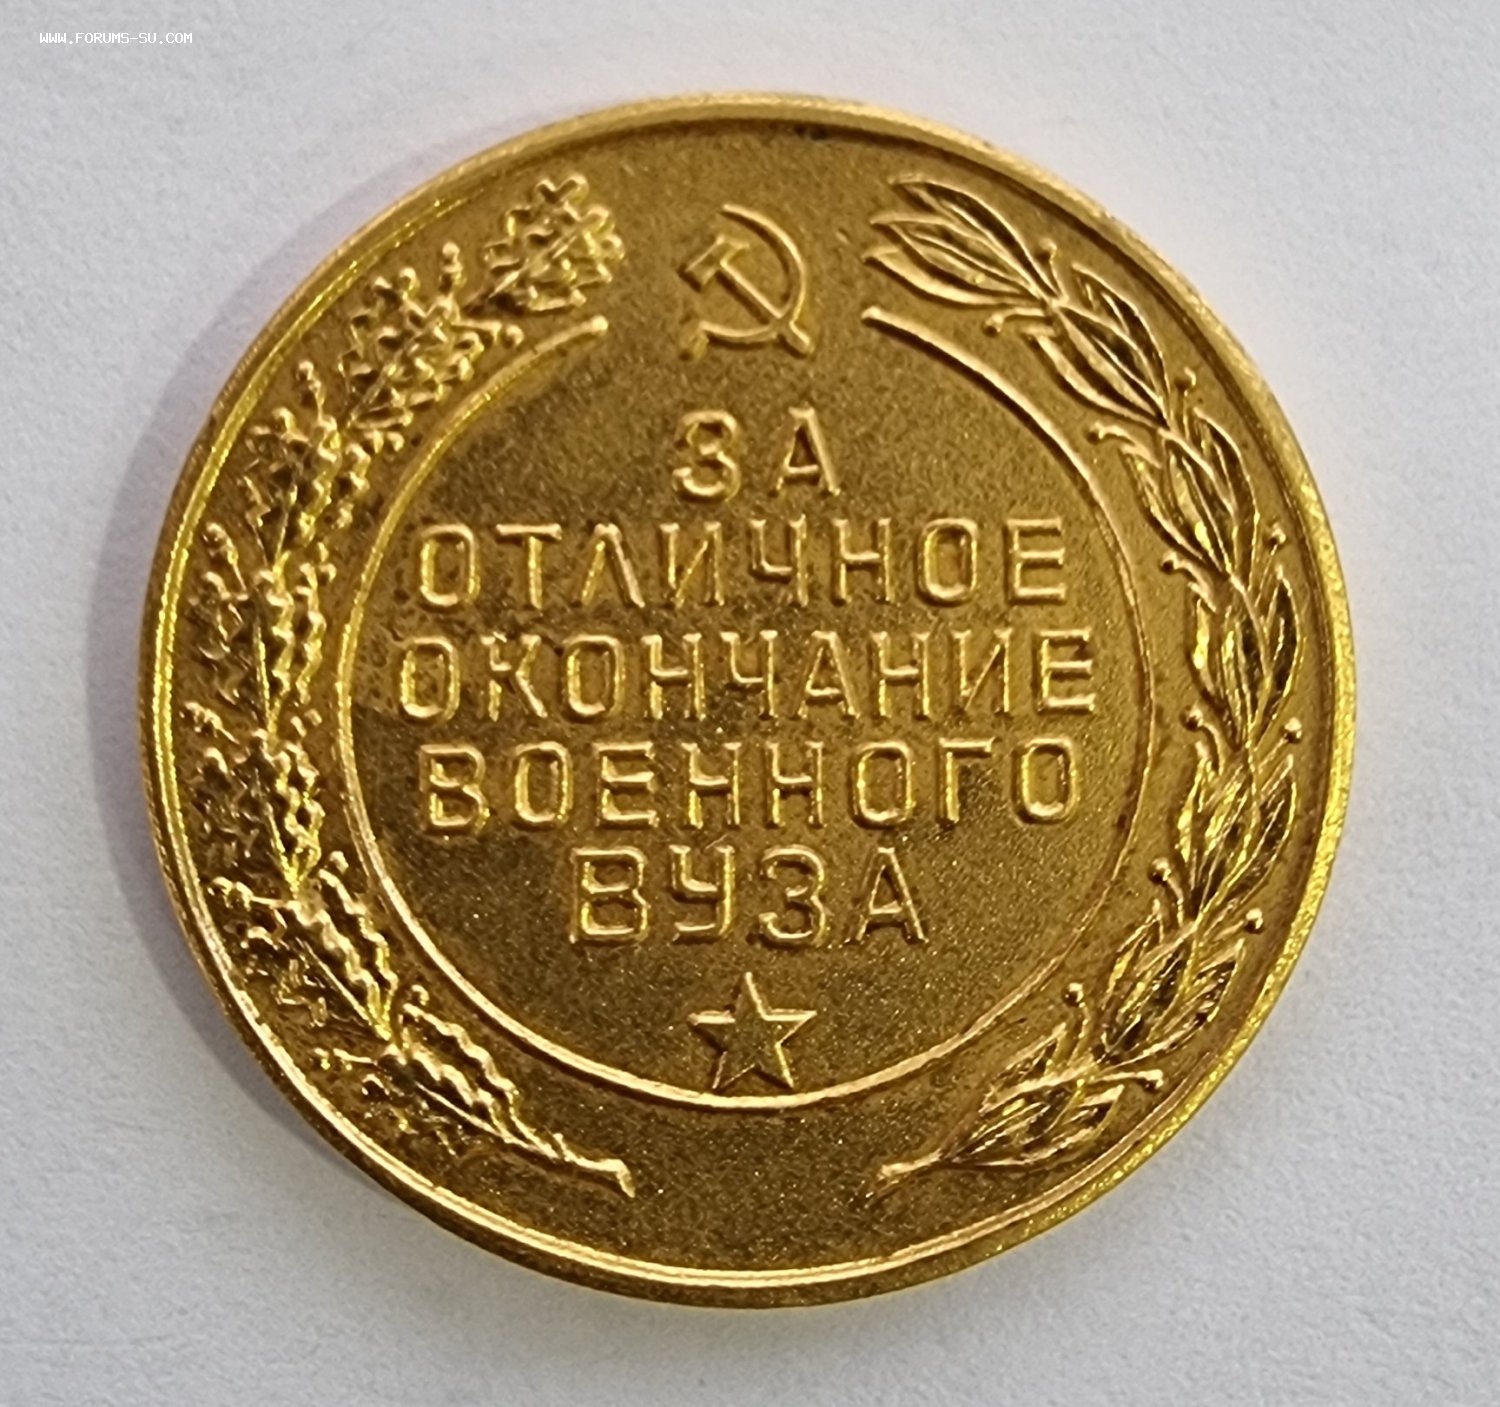 WWW.FORUMS-SU.COM
ЗА
ОТЛИЧНОЕ
ОКОНЧАНИЕ
ВОЕННОГО
ВУЗА